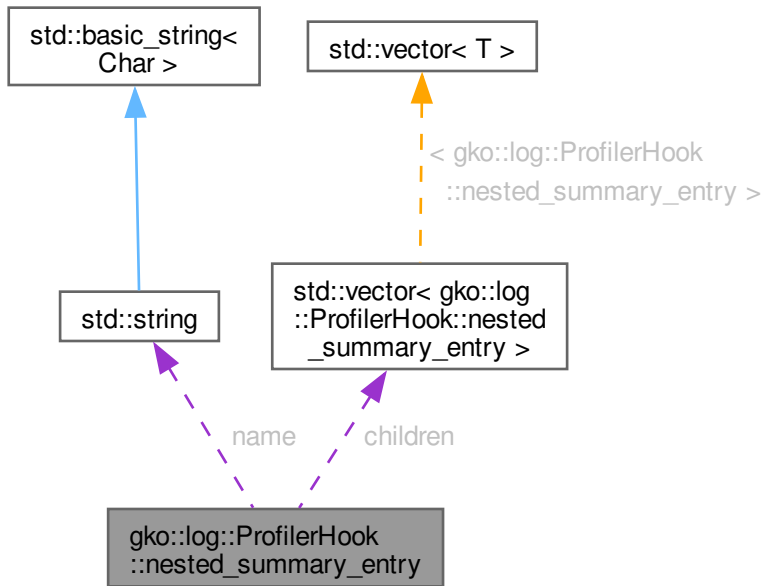 std::basic_string<
Char >
std::vector< T >
< gko::log::ProfilerHook
::nested_summary_entry >
std::string
std::vector< gko::log
::ProfilerHook::nested
_summary_entry >
name
children
gko::log::ProfilerHook
::nested_summary_entry